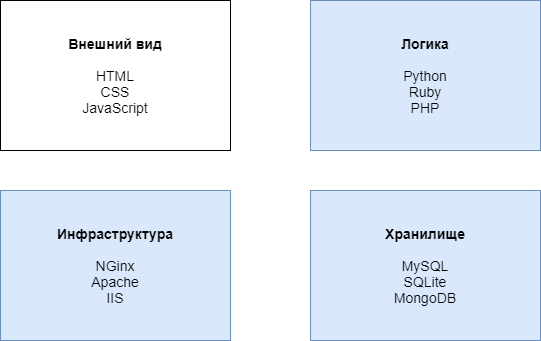 Внешний вид
HTML
CSS
JavaScript
Логика
Python
Ruby
PHP
Инфраструктура
NGinx
Apache
IIS
Хранилище
MySQL
SQLite
MongoDB